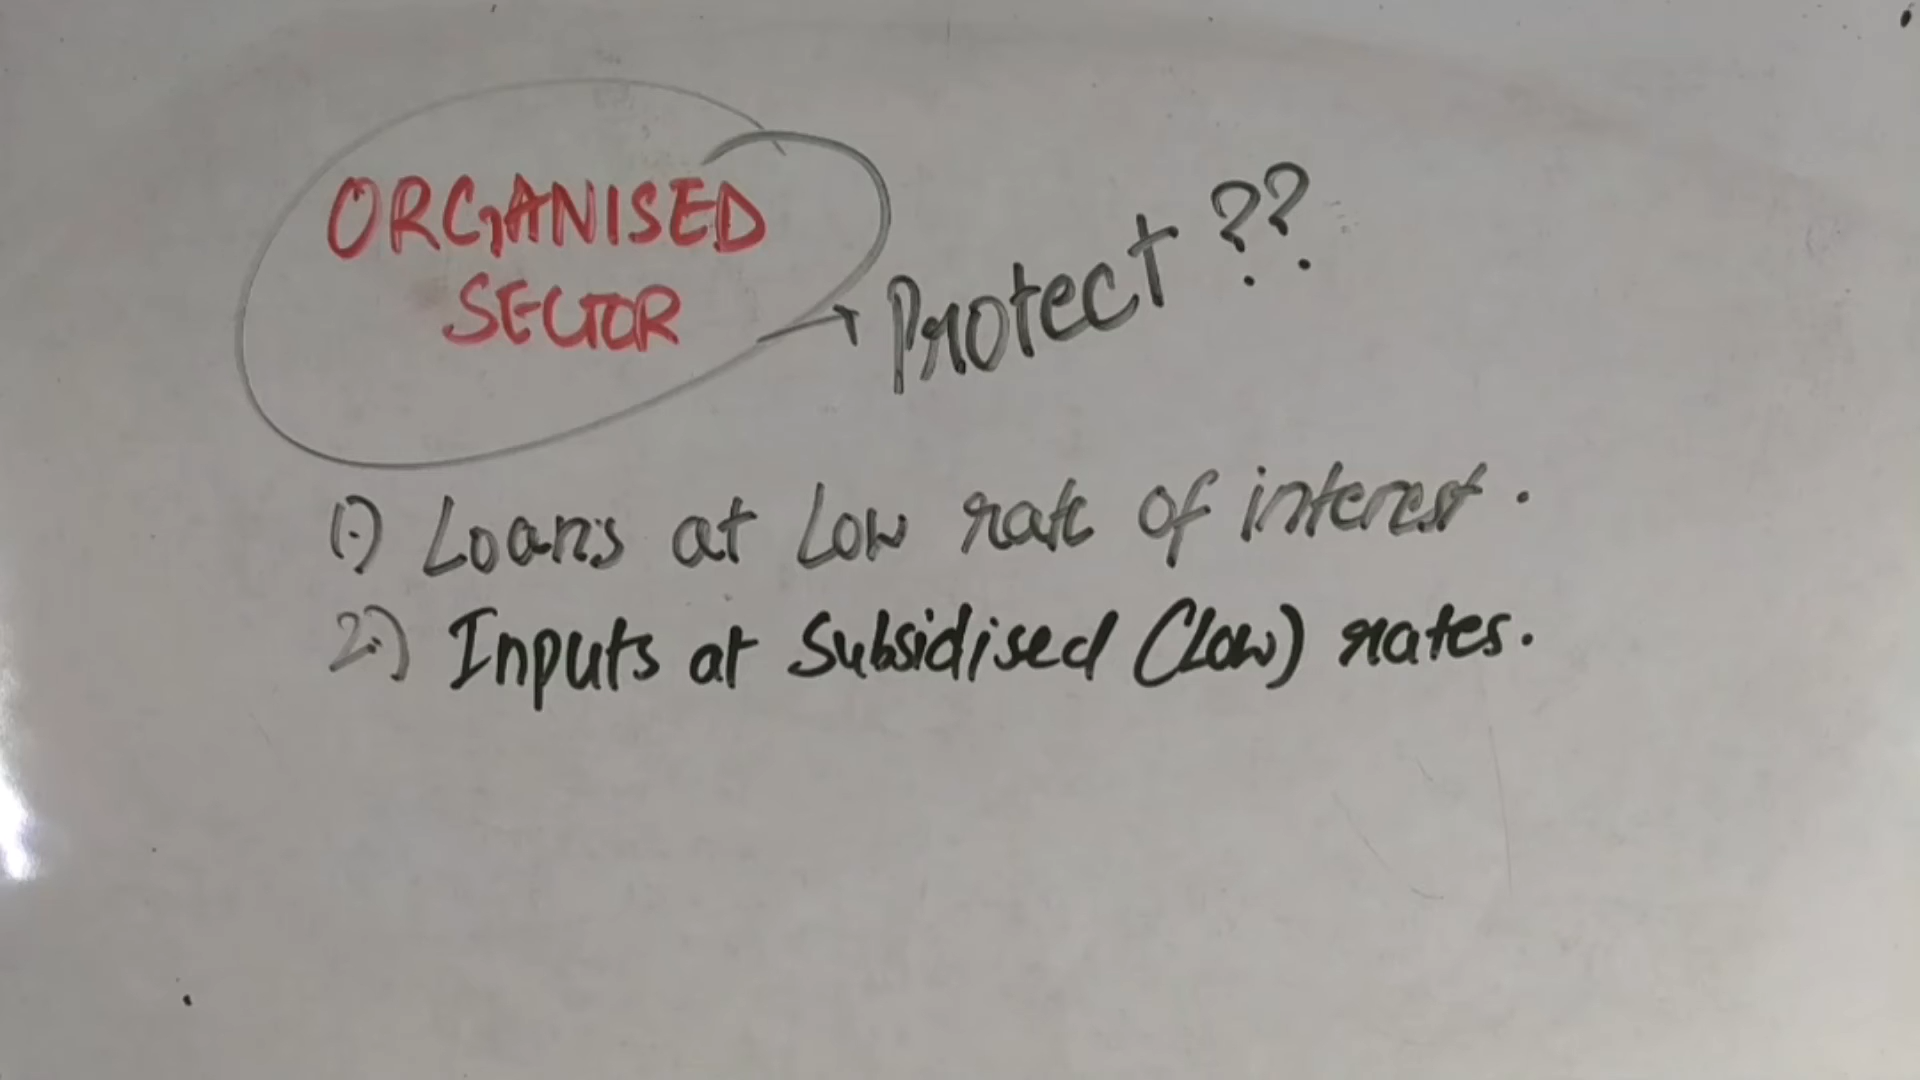 ORGANISED
SECTOR
Protect ??
1.) Loans at Low rate of interest.
2.) Inputs at Subsidised (Low) rates.